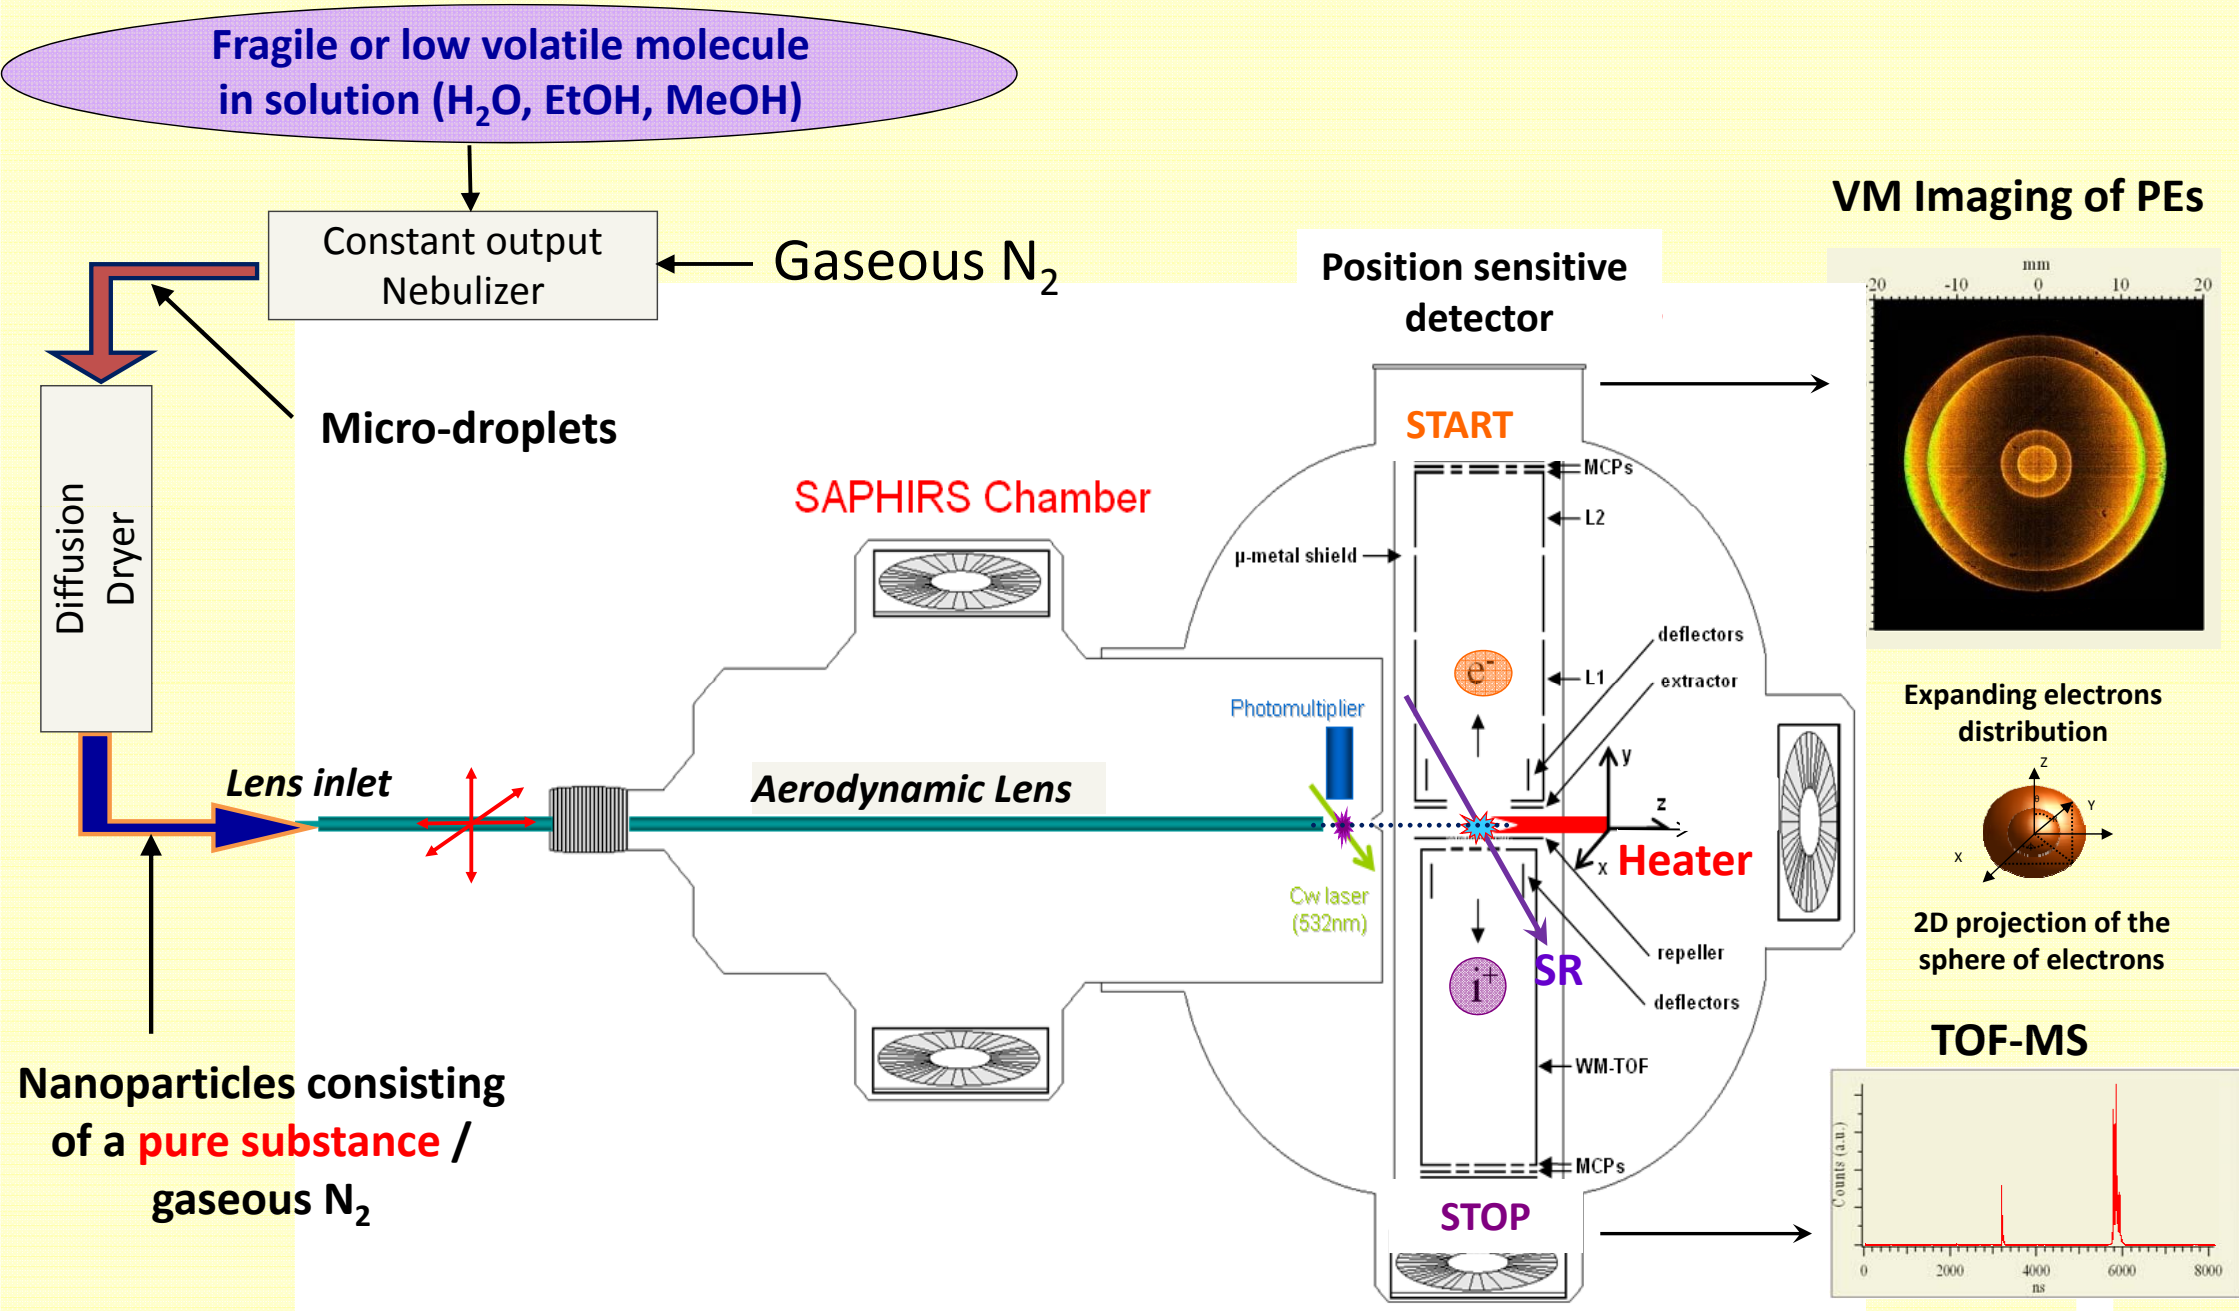 Fragile or low volatile molecule
in solution (H₂O, EtOH, MeOH)
Constant output
Nebulizer
Gaseous N₂
Micro-droplets
Diffusion
Dryer
Lens inlet
Nanoparticles consisting
of a pure substance /
gaseous N₂
SAPHIRS Chamber
Aerodynamic Lens
Photomultiplier
Cw laser
(532nm)
Position sensitive
detector
START
MCPs
L2
µ-metal shield
deflectors
e⁻
L1
extractor
y
z
x
Heater
i⁺
SR
repeller
deflectors
WM-TOF
MCPs
STOP
VM Imaging of PEs
mm
-20 -10 0 10 20
Expanding electrons
distribution
Z
Y
X
2D projection of the
sphere of electrons
TOF-MS
Counts (a.u.)
0 2000 4000 6000 8000
ns